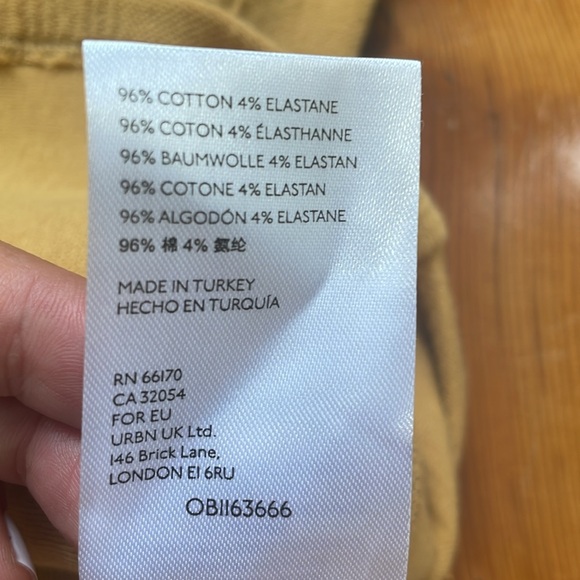 96% COTTON 4% ELASTANE
96% COTON 4% ÉLASTHANNE
96% BAUMWOLLE 4% ELASTAN
96% COTONE 4% ELASTAN
96% ALGODÓN 4% ELASTANE
96% 棉 4% 氨纶
MADE IN TURKEY
HECHO EN TURQUÍA
RN 66170
CA 32054
FOR EU
URBN UK Ltd.
146 Brick Lane,
LONDON E1 6RU
OB1163666